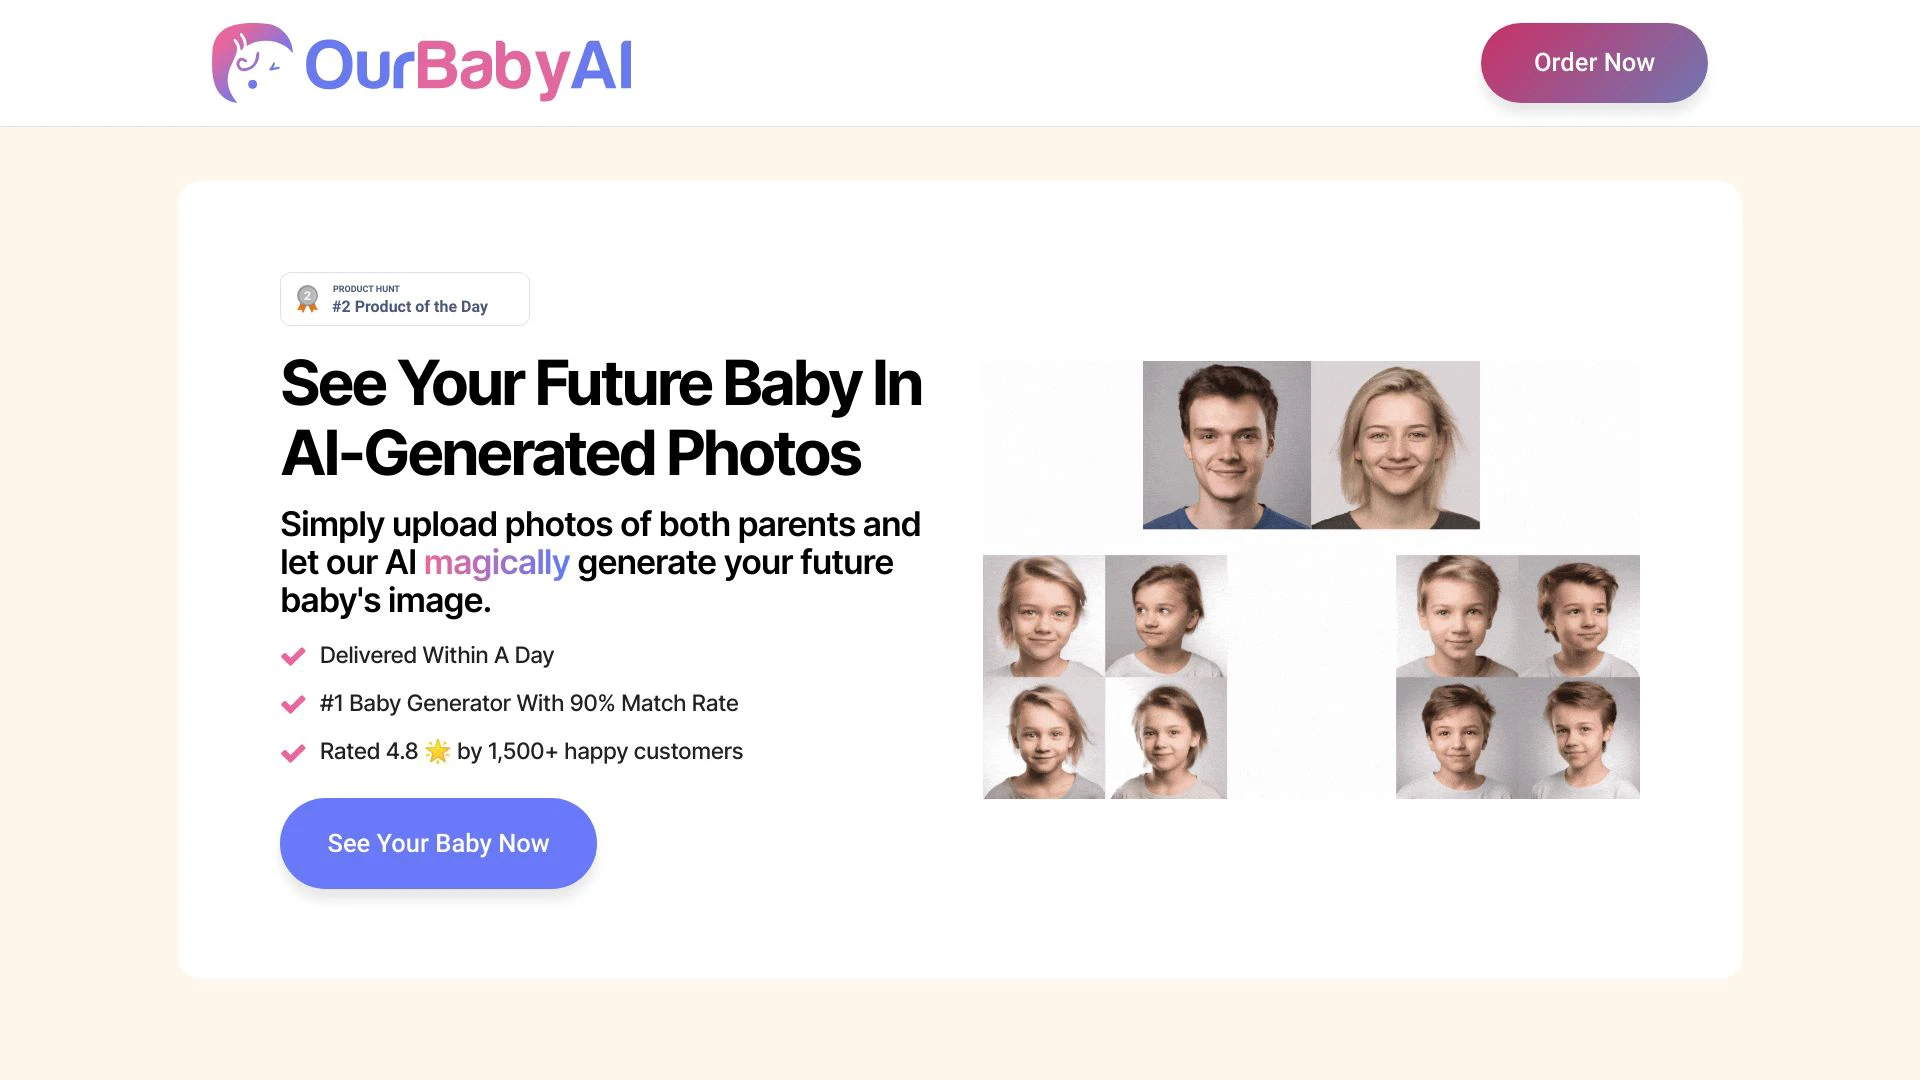 OurBabyAI
Order Now
2
PRODUCT HUNT
#2 Product of the Day
See Your Future Baby In
AI-Generated Photos
Simply upload photos of both parents and
let our AI magically generate your future
baby's image.
Delivered Within A Day
#1 Baby Generator With 90% Match Rate
Rated 4.8 🌟 by 1,500+ happy customers
See Your Baby Now